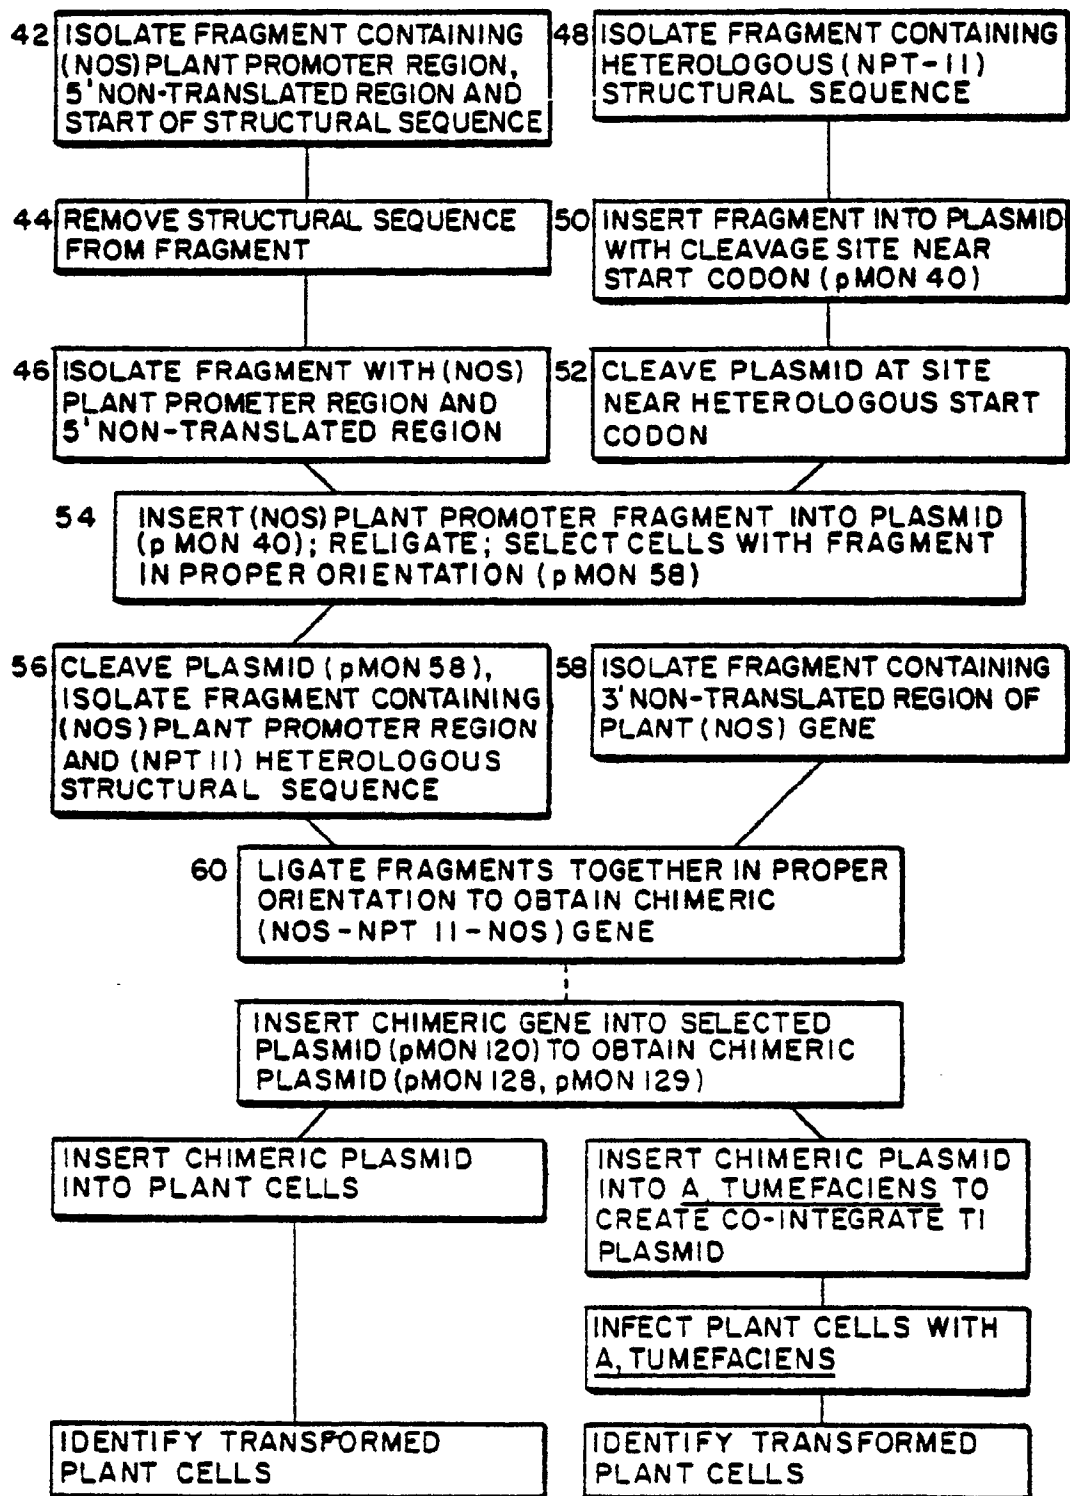 42 ISOLATE FRAGMENT CONTAINING
(NOS) PLANT PROMOTER REGION,
5' NON-TRANSLATED REGION AND
START OF STRUCTURAL SEQUENCE
48 ISOLATE FRAGMENT CONTAINING
HETEROLOGOUS (NPT-II)
STRUCTURAL SEQUENCE
44 REMOVE STRUCTURAL SEQUENCE
FROM FRAGMENT
50 INSERT FRAGMENT INTO PLASMID
WITH CLEAVAGE SITE NEAR
START CODON (pMON 40)
46 ISOLATE FRAGMENT WITH (NOS)
PLANT PROMETER REGION AND
5' NON-TRANSLATED REGION
52 CLEAVE PLASMID AT SITE
NEAR HETEROLOGOUS START
CODON
54 INSERT (NOS) PLANT PROMOTER FRAGMENT INTO PLASMID
(pMON 40); RELIGATE; SELECT CELLS WITH FRAGMENT
IN PROPER ORIENTATION (pMON 58)
56 CLEAVE PLASMID (pMON 58),
ISOLATE FRAGMENT CONTAINING
(NOS) PLANT PROMOTER REGION
AND (NPT II) HETEROLOGOUS
STRUCTURAL SEQUENCE
58 ISOLATE FRAGMENT CONTAINING
3' NON-TRANSLATED REGION OF
PLANT (NOS) GENE
60 LIGATE FRAGMENTS TOGETHER IN PROPER
ORIENTATION TO OBTAIN CHIMERIC
(NOS-NPT II-NOS) GENE
INSERT CHIMERIC GENE INTO SELECTED
PLASMID (pMON 120) TO OBTAIN CHIMERIC
PLASMID (pMON 128, pMON 129)
INSERT CHIMERIC PLASMID
INTO PLANT CELLS
INSERT CHIMERIC PLASMID
INTO A, TUMEFACIENS TO
CREATE CO-INTEGRATE TI
PLASMID
INFECT PLANT CELLS WITH
A, TUMEFACIENS
IDENTIFY TRANSFORMED
PLANT CELLS
IDENTIFY TRANSFORMED
PLANT CELLS